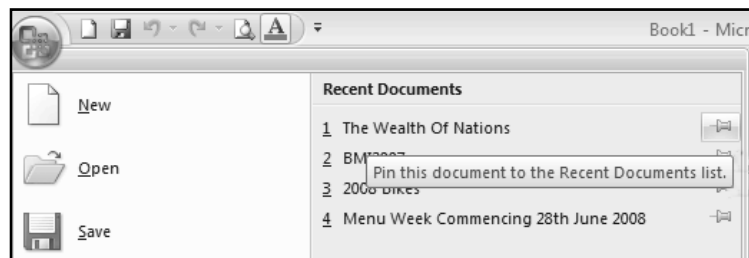 A
Book1 - Micr
Recent Documents
New
1 The Wealth Of Nations
2
Pin this document to the Recent Documents list.
Open
3 2008 Bikes
4 Menu Week Commencing 28th June 2008
Save